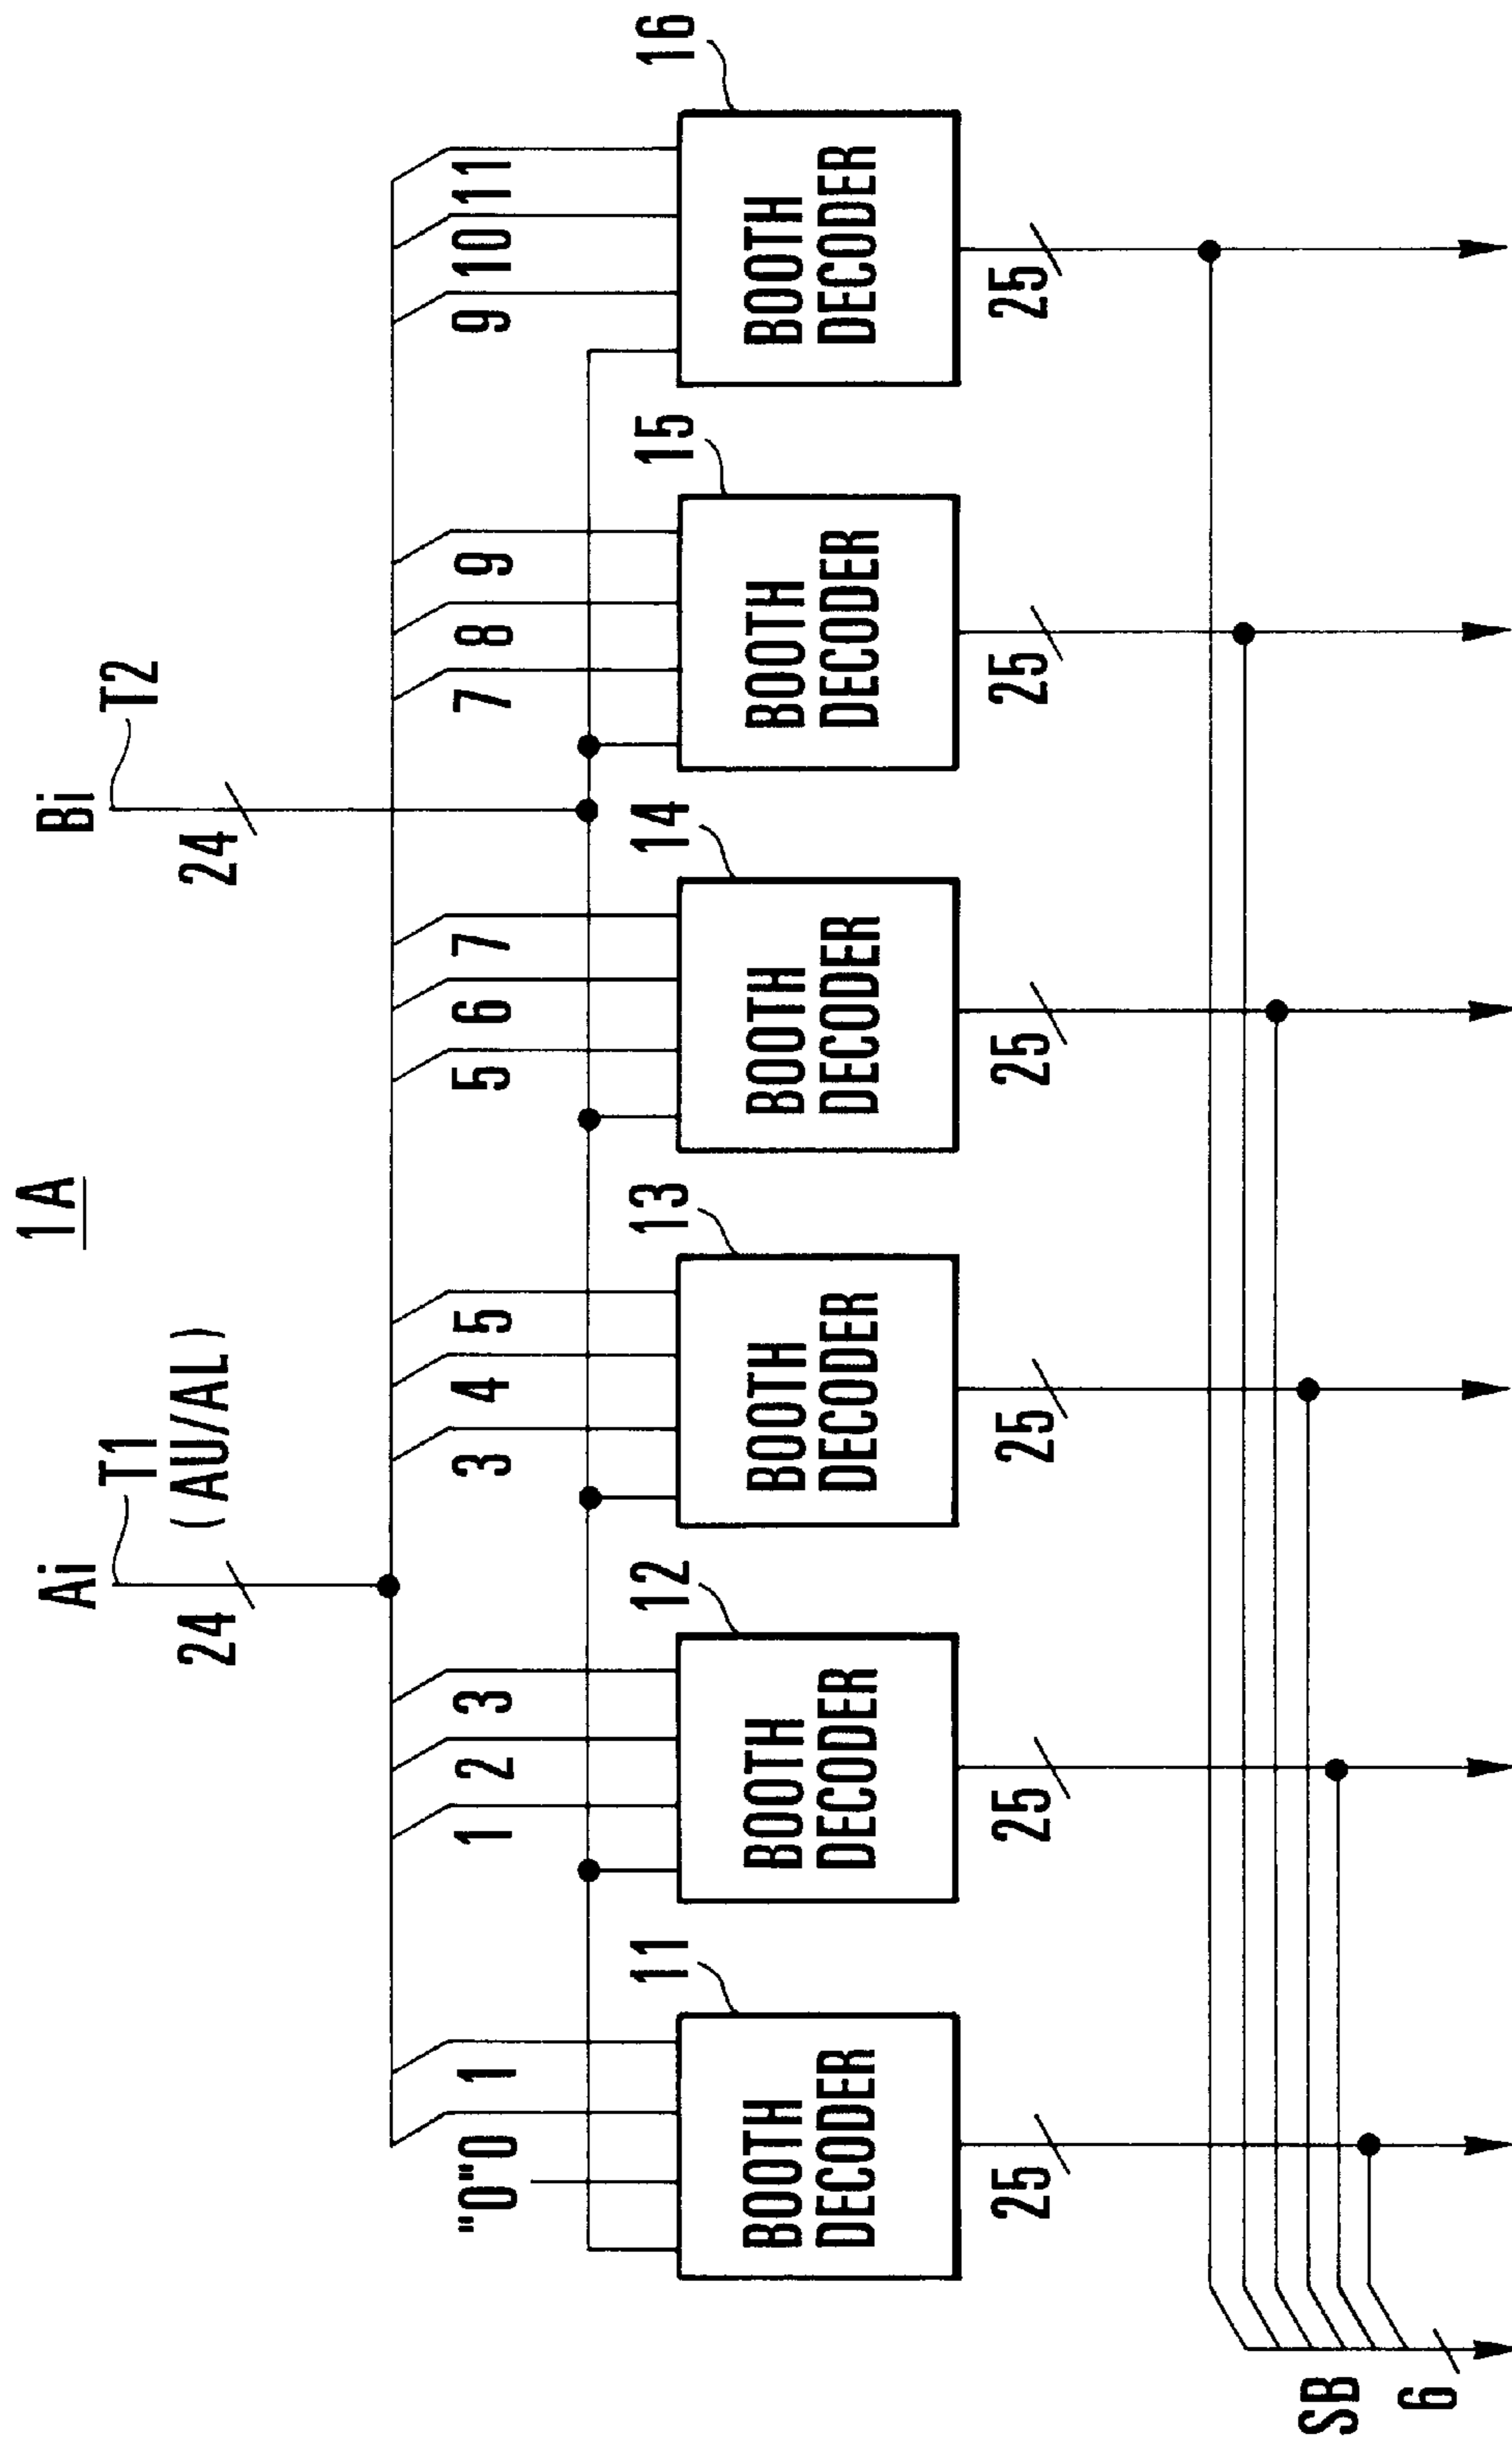 1A
Ai
T1
(AU/AL)
24
Bi
T2
24
"0"0 1
1 2 3
3 4 5
5 6 7
7 8 9
9 10 11
11
BOOTH
DECODER
12
BOOTH
DECODER
13
BOOTH
DECODER
14
BOOTH
DECODER
15
BOOTH
DECODER
16
BOOTH
DECODER
25
25
25
25
25
25
SB
6